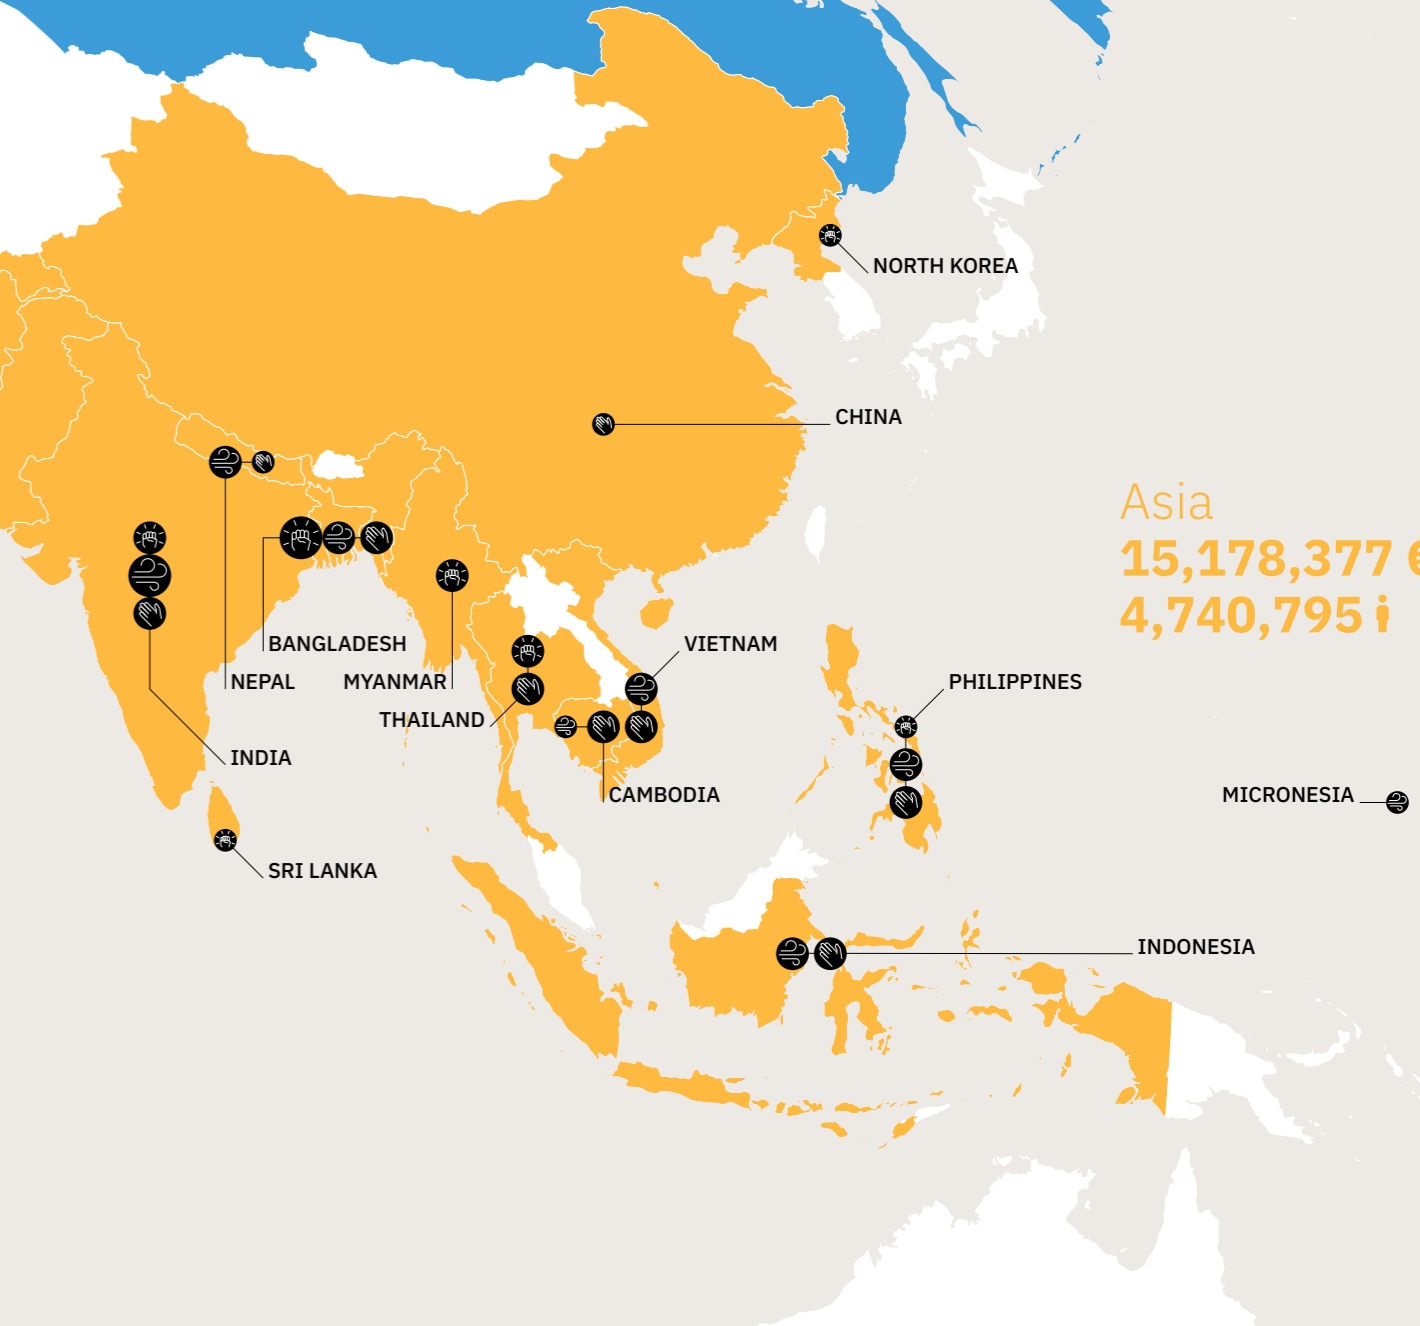 NORTH KOREA
CHINA
Asia
15,178,377 €
4,740,795
BANGLADESH
VIETNAM
NEPAL
MYANMAR
PHILIPPINES
THAILAND
INDIA
CAMBODIA
MICRONESIA
SRI LANKA
INDONESIA